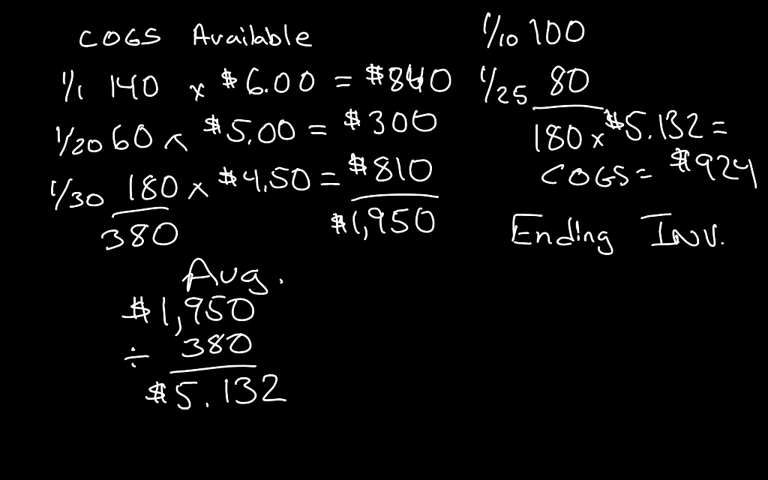 COGS Available
1/1 140 x $6.00 = $840
1/20 60 x $5.00 = $300
1/30 180 x $4.50 = $810
380 $1,950
Avg.
$1,950
÷ 380
$5.132
1/10 100
1/25 80
180 x $5.132 =
COGS = $924
Ending Inv.